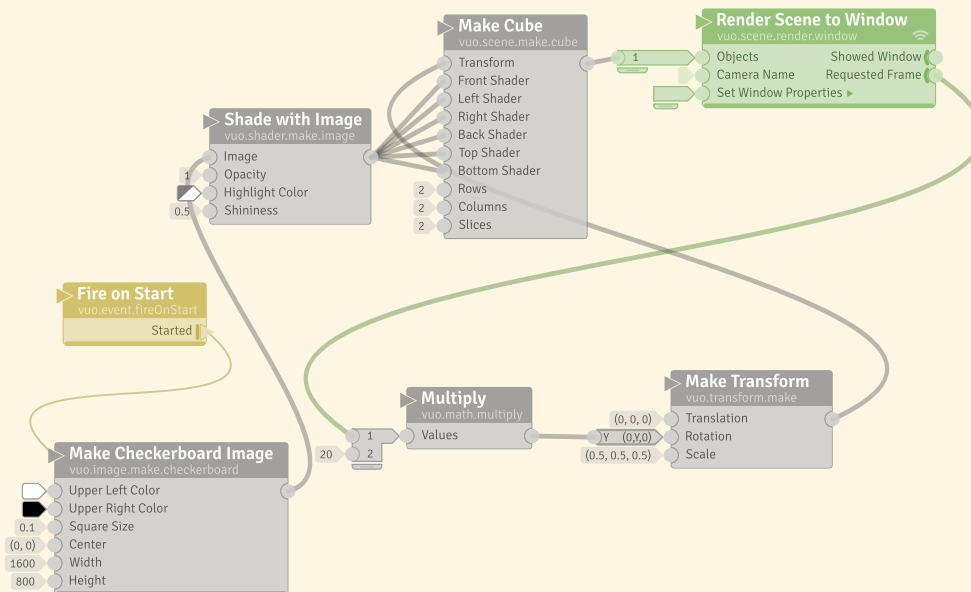 Make Cube
vuo.scene.make.cube
Transform
Front Shader
Left Shader
Right Shader
Back Shader
Top Shader
Bottom Shader
2 Rows
2 Columns
2 Slices
Render Scene to Window
vuo.scene.render.window
1 Objects Showed Window
Camera Name Requested Frame
Set Window Properties
Shade with Image
vuo.shader.make.image
Image
1 Opacity
Highlight Color
0.5 Shininess
Fire on Start
vuo.event.fireOnStart
Started
Make Checkerboard Image
vuo.image.make.checkerboard
Upper Left Color
Upper Right Color
0.1 Square Size
(0, 0) Center
1600 Width
800 Height
Multiply
vuo.math.multiply
1 Values
20 2
Make Transform
vuo.transform.make
(0, 0, 0) Translation
Y (0,Y,0) Rotation
(0.5, 0.5, 0.5) Scale